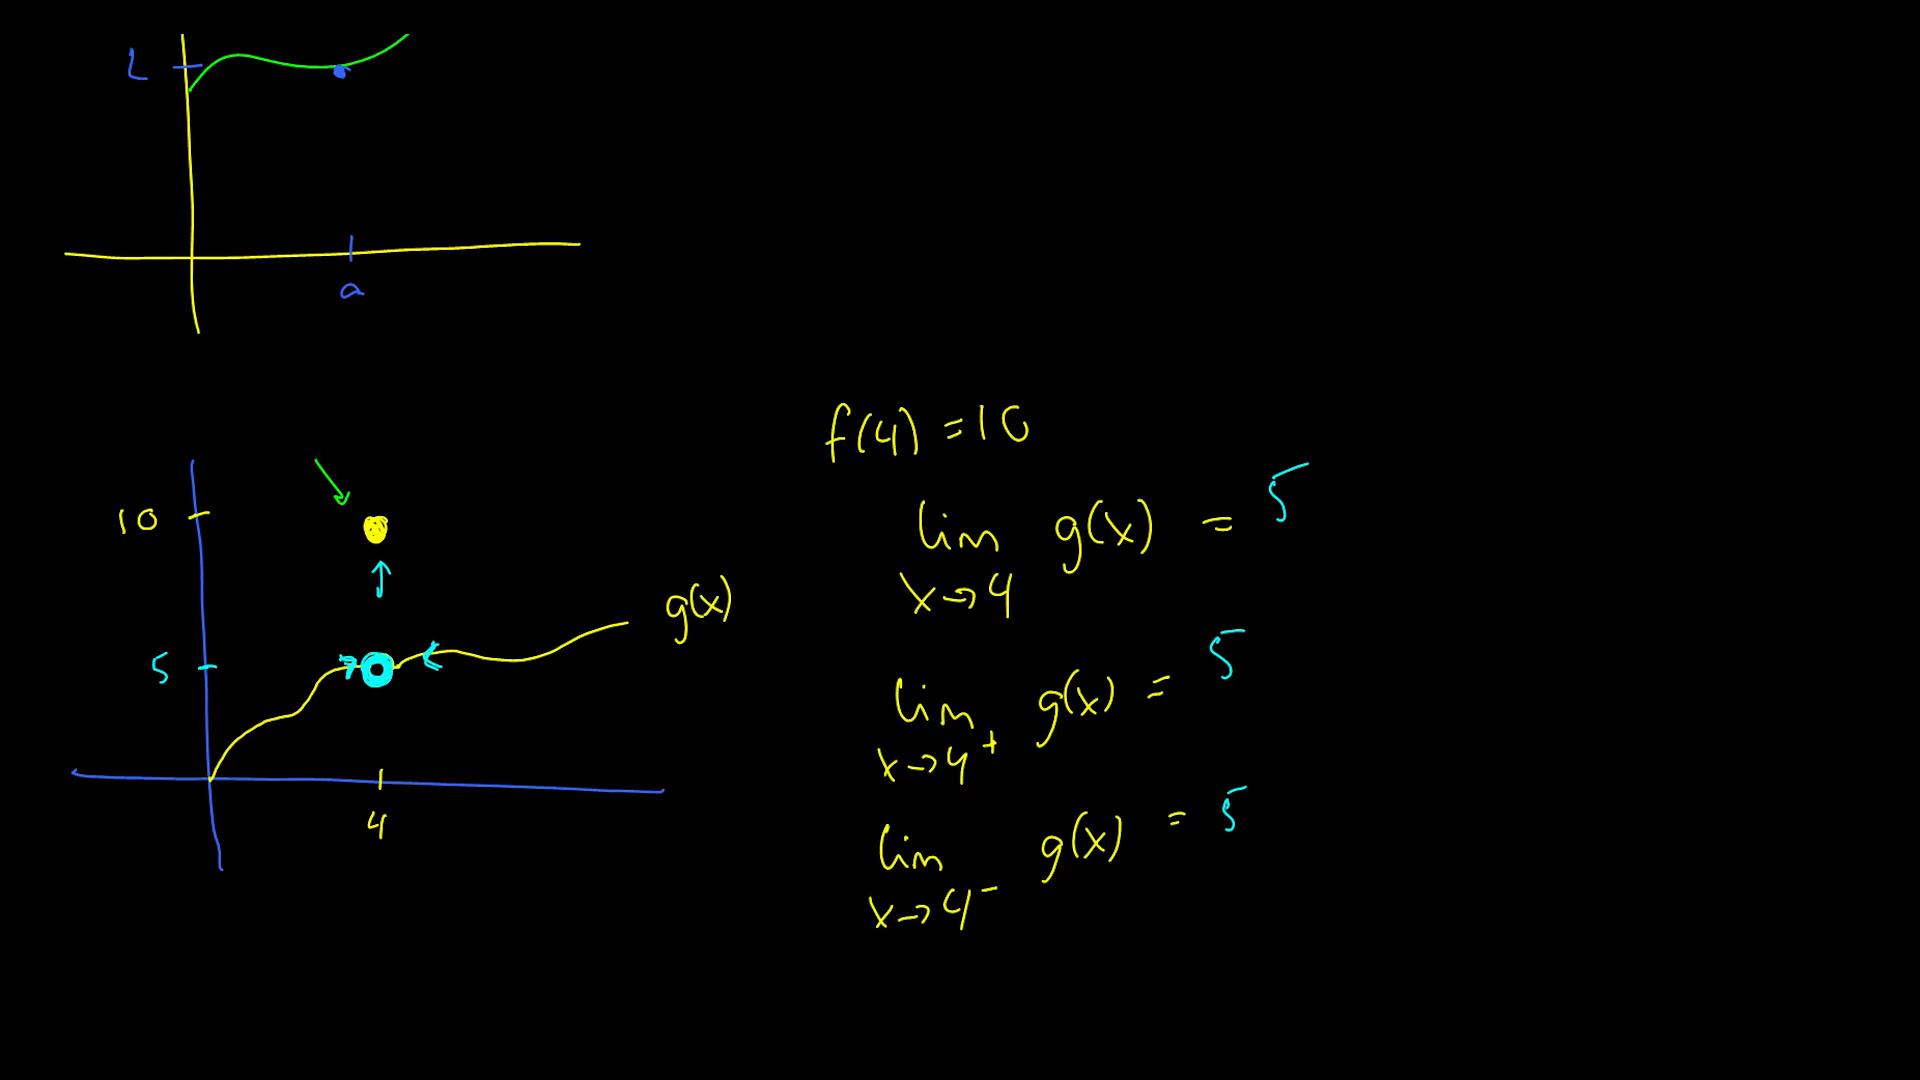 L
a
f(4) = 10
10
lim g(x) = 5
x→4
g(x)
5
lim g(x) = 5
x→4⁺
4
lim g(x) = 5
x→4⁻